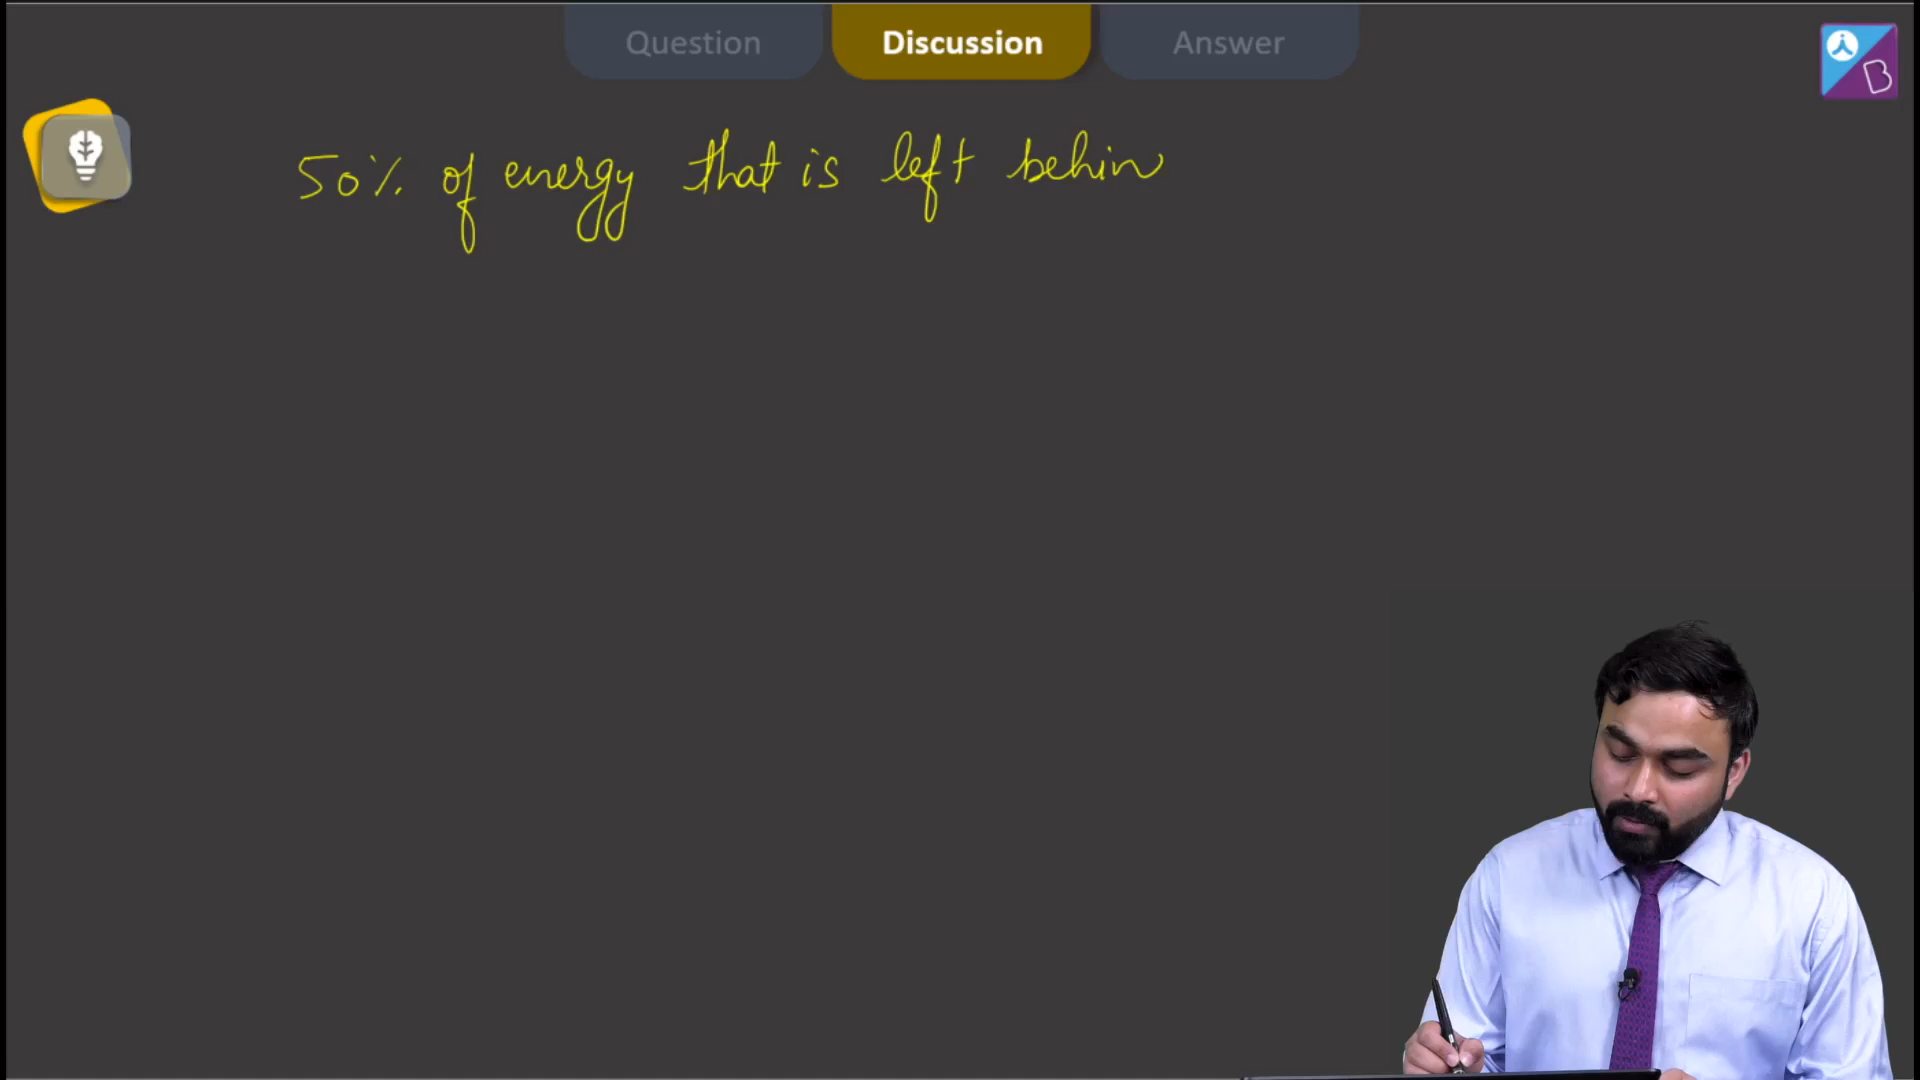 Question Discussion Answer
50% of energy that is left behin